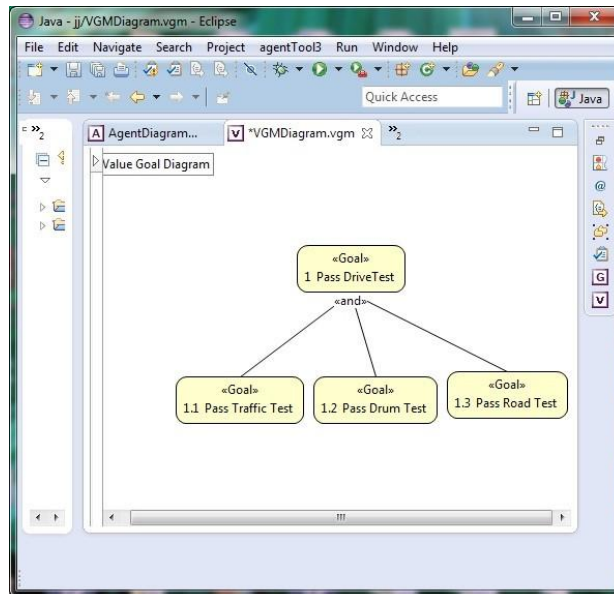 Java - jj/VGMDiagram.vgm - Eclipse
File Edit Navigate Search Project agentTool3 Run Window Help
Quick Access
Java
»2
A AgentDiagram...
V *VGMDiagram.vgm
»2
Value Goal Diagram
@
G
V
«Goal»
1 Pass DriveTest
«and»
«Goal»
1.1 Pass Traffic Test
«Goal»
1.2 Pass Drum Test
«Goal»
1.3 Pass Road Test